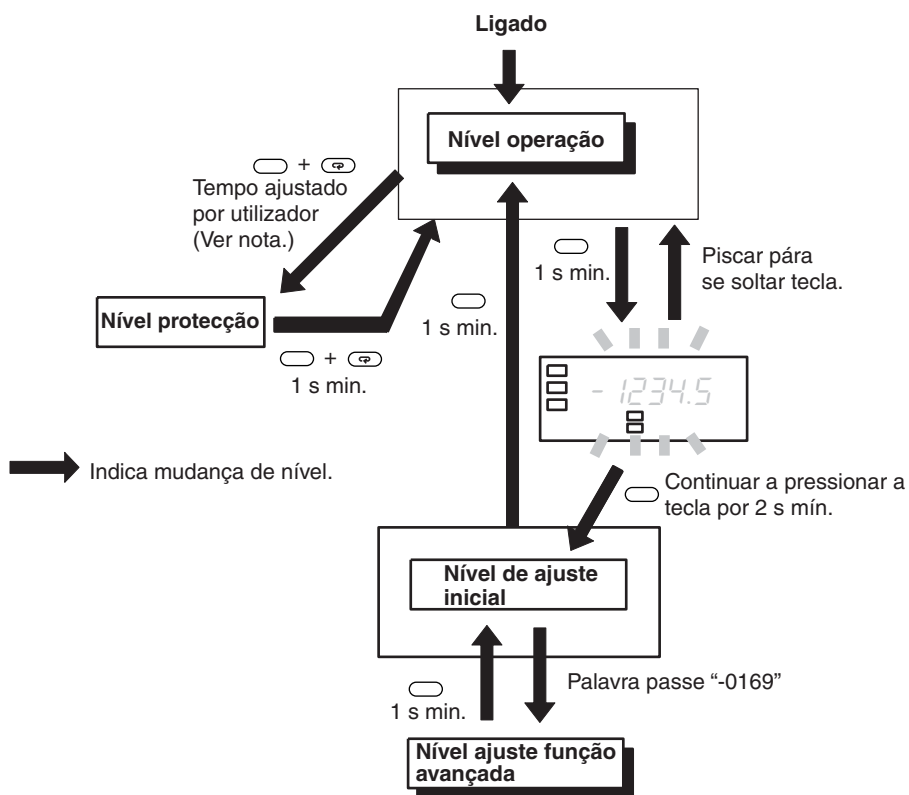 Ligado
Nível operação
+
Tempo ajustado
por utilizador
(Ver nota.)
1 s min.
Piscar pára
se soltar tecla.
Nível protecção
1 s min.
+
1 s min.
- 1234.5
Indica mudança de nível.
Continuar a pressionar a
tecla por 2 s mín.
Nível de ajuste
inicial
Palavra passe “-0169”
1 s min.
Nível ajuste função
avançada